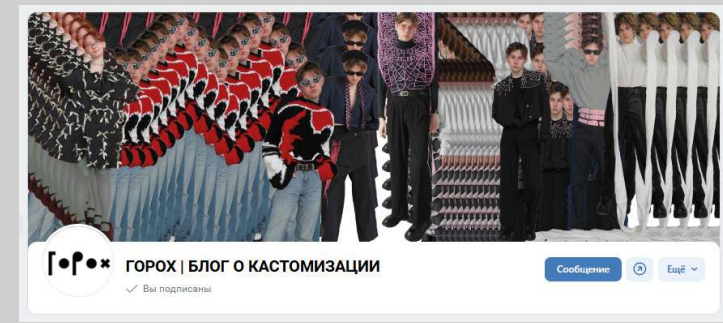 Горох
ГОРОХ | БЛОГ О КАСТОМИЗАЦИИ
Вы подписаны
Сообщение
Ещё